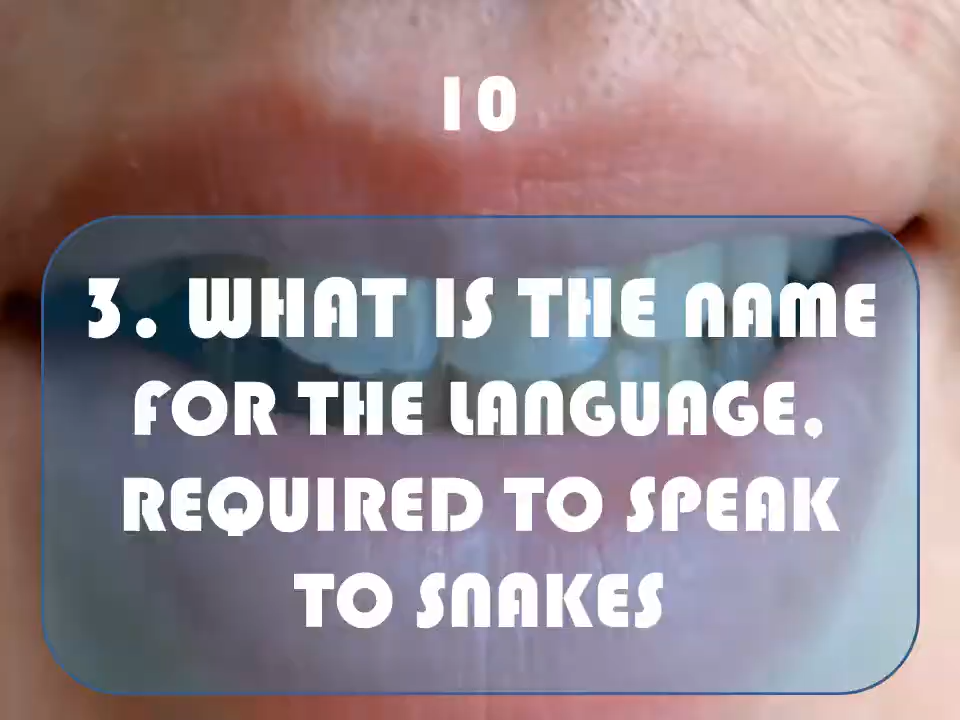 10
3. WHAT IS THE NAME
FOR THE LANGUAGE,
REQUIRED TO SPEAK
TO SNAKES